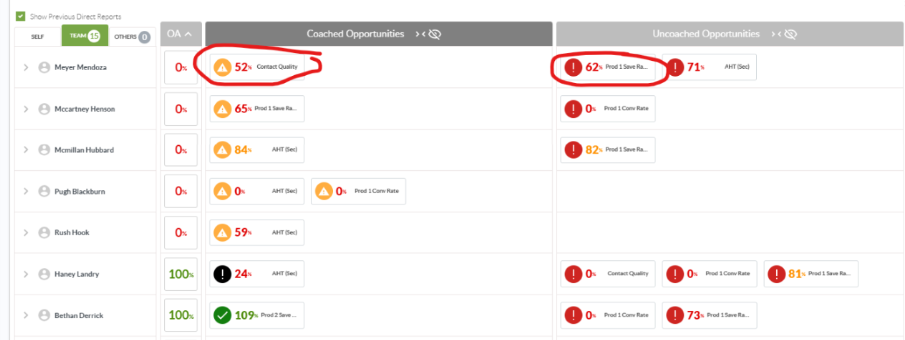 Show Previous Direct Reports
SELF TEAM 15 OTHERS 0 OA Coached Opportunities Uncoached Opportunities
Meyer Mendoza 0% 52% Contact Quality 62% Prod 1 Save Ra... 71% AHT (Sec)
Mccartney Henson 0% 65% Prod 1 Save Ra... 0% Prod 1 Conv Rate
Mcmillan Hubbard 0% 84% AHT (Sec) 82% Prod 1 Save Ra...
Pugh Blackburn 0% 0% AHT (Sec) 0% Prod 1 Conv Rate
Rush Hook 0% 59% AHT (Sec)
Haney Landry 100% 24% AHT (Sec) 0% Contact Quality 0% Prod 1 Conv Rate 81% Prod 1 Save Ra...
Bethan Derrick 100% 109% Prod 2 Save ... 0% Prod 1 Conv Rate 73% Prod 1 Save Ra...